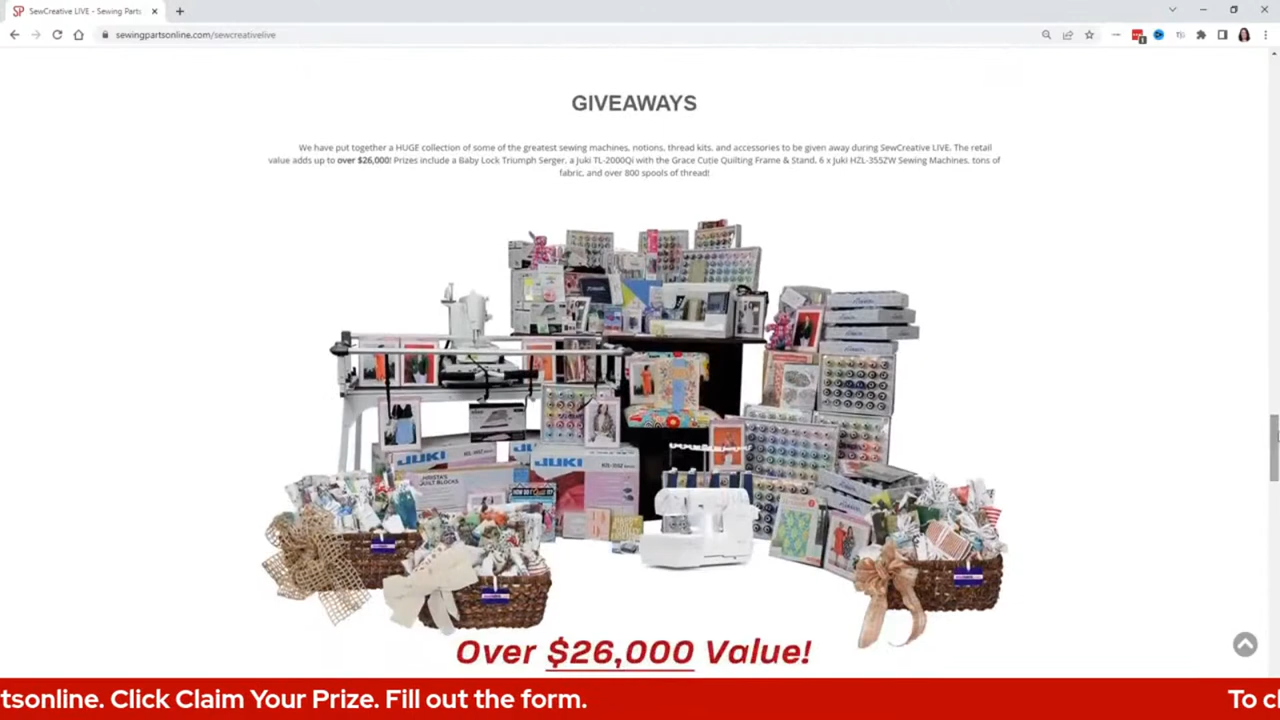 SewCreative LIVE - Sewing Parts
sewingpartsonline.com/sewcreativelive
GIVEAWAYS
We have put together a HUGE collection of some of the greatest sewing machines, notions, thread kits, and accessories to be given away during SewCreative LIVE. The retail
value adds up to over $26,000! Prizes include a Baby Lock Triumph Serger, a Juki TL-2000Qi with the Grace Cutie Quilting Frame & Stand, 6 x Juki HZL-355ZW Sewing Machines, tons of
fabric, and over 800 spools of thread!
JUKI
JUKI
Over $26,000 Value!
tsonline. Click Claim Your Prize. Fill out the form.
To cl